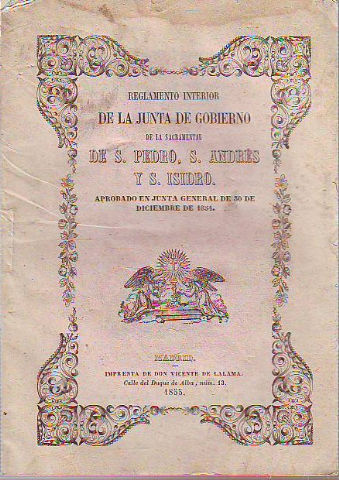 REGLAMENTO INTERIOR
DE LA JUNTA DE GOBIERNO
DE LA SACRAMENTAL
DE S. PEDRO, S. ANDRÉS
Y S. ISIDRO.
APROBADO EN JUNTA GENERAL DE 30 DE
DICIEMBRE DE 1854.
MADRID.
IMPRENTA DE DON VICENTE DE LALAMA.
Calle del Duque de Alba, núm. 13.
1855.